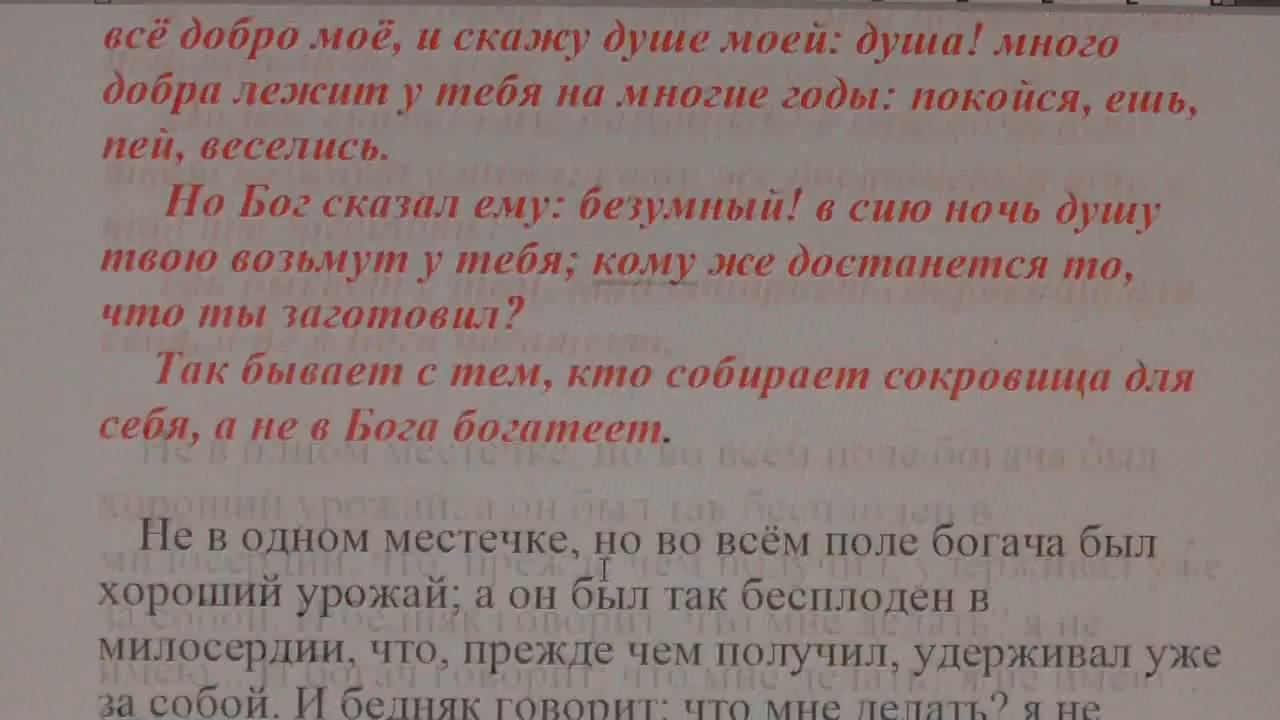 всё добро моё, и скажу душе моей: душа! много
добра лежит у тебя на многие годы: покойся, ешь,
пей, веселись.
Но Бог сказал ему: безумный! в сию ночь душу
твою возьмут у тебя; кому же достанется то,
что ты заготовил?
Так бывает с тем, кто собирает сокровища для
себя, а не в Бога богатеет.
Не в одном местечке, но во всём поле богача был
хороший урожай; а он был так бесплоден в
милосердии, что, прежде чем получил, удерживал уже
за собой. И бедняк говорит: что мне делать? я не